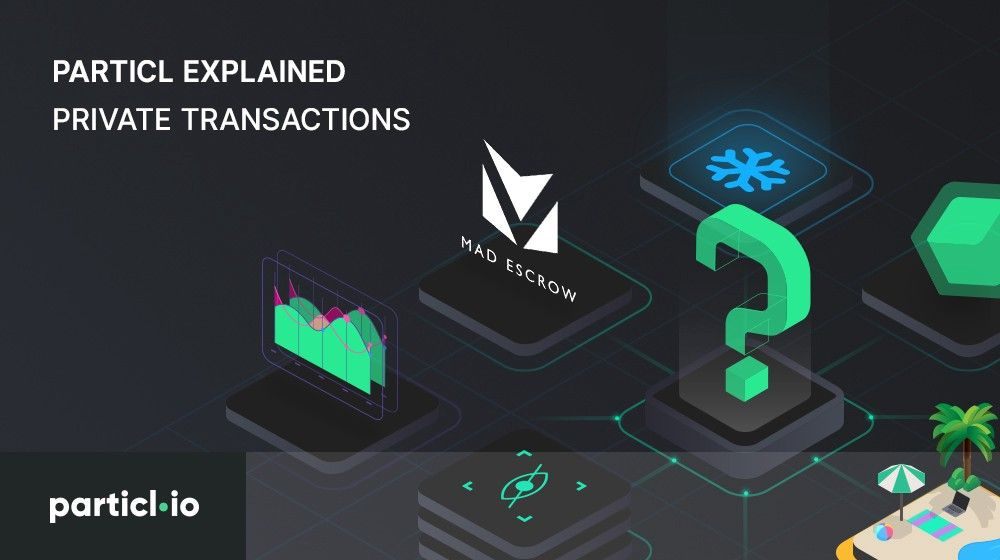 PARTICL EXPLAINED
PRIVATE TRANSACTIONS
MAD ESCROW
particl.io